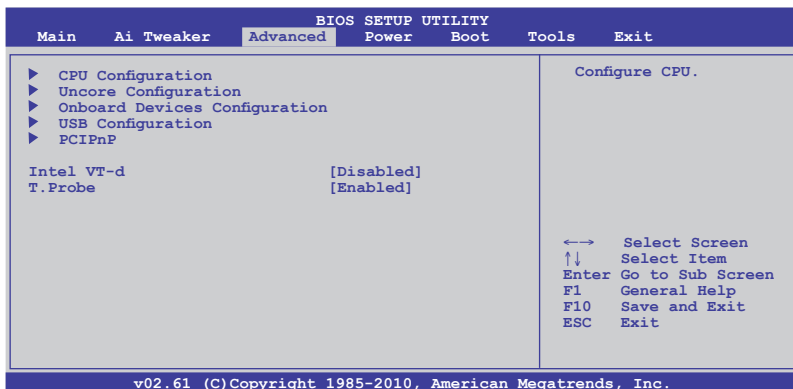 BIOS SETUP UTILITY
Main Ai Tweaker Advanced Power Boot Tools Exit
CPU Configuration
Uncore Configuration
Onboard Devices Configuration
USB Configuration
PCIPnP
Intel VT-d [Disabled]
T.Probe [Enabled]
Configure CPU.
←→ Select Screen
↑↓ Select Item
Enter Go to Sub Screen
F1 General Help
F10 Save and Exit
ESC Exit
v02.61 (C)Copyright 1985-2010, American Megatrends, Inc.